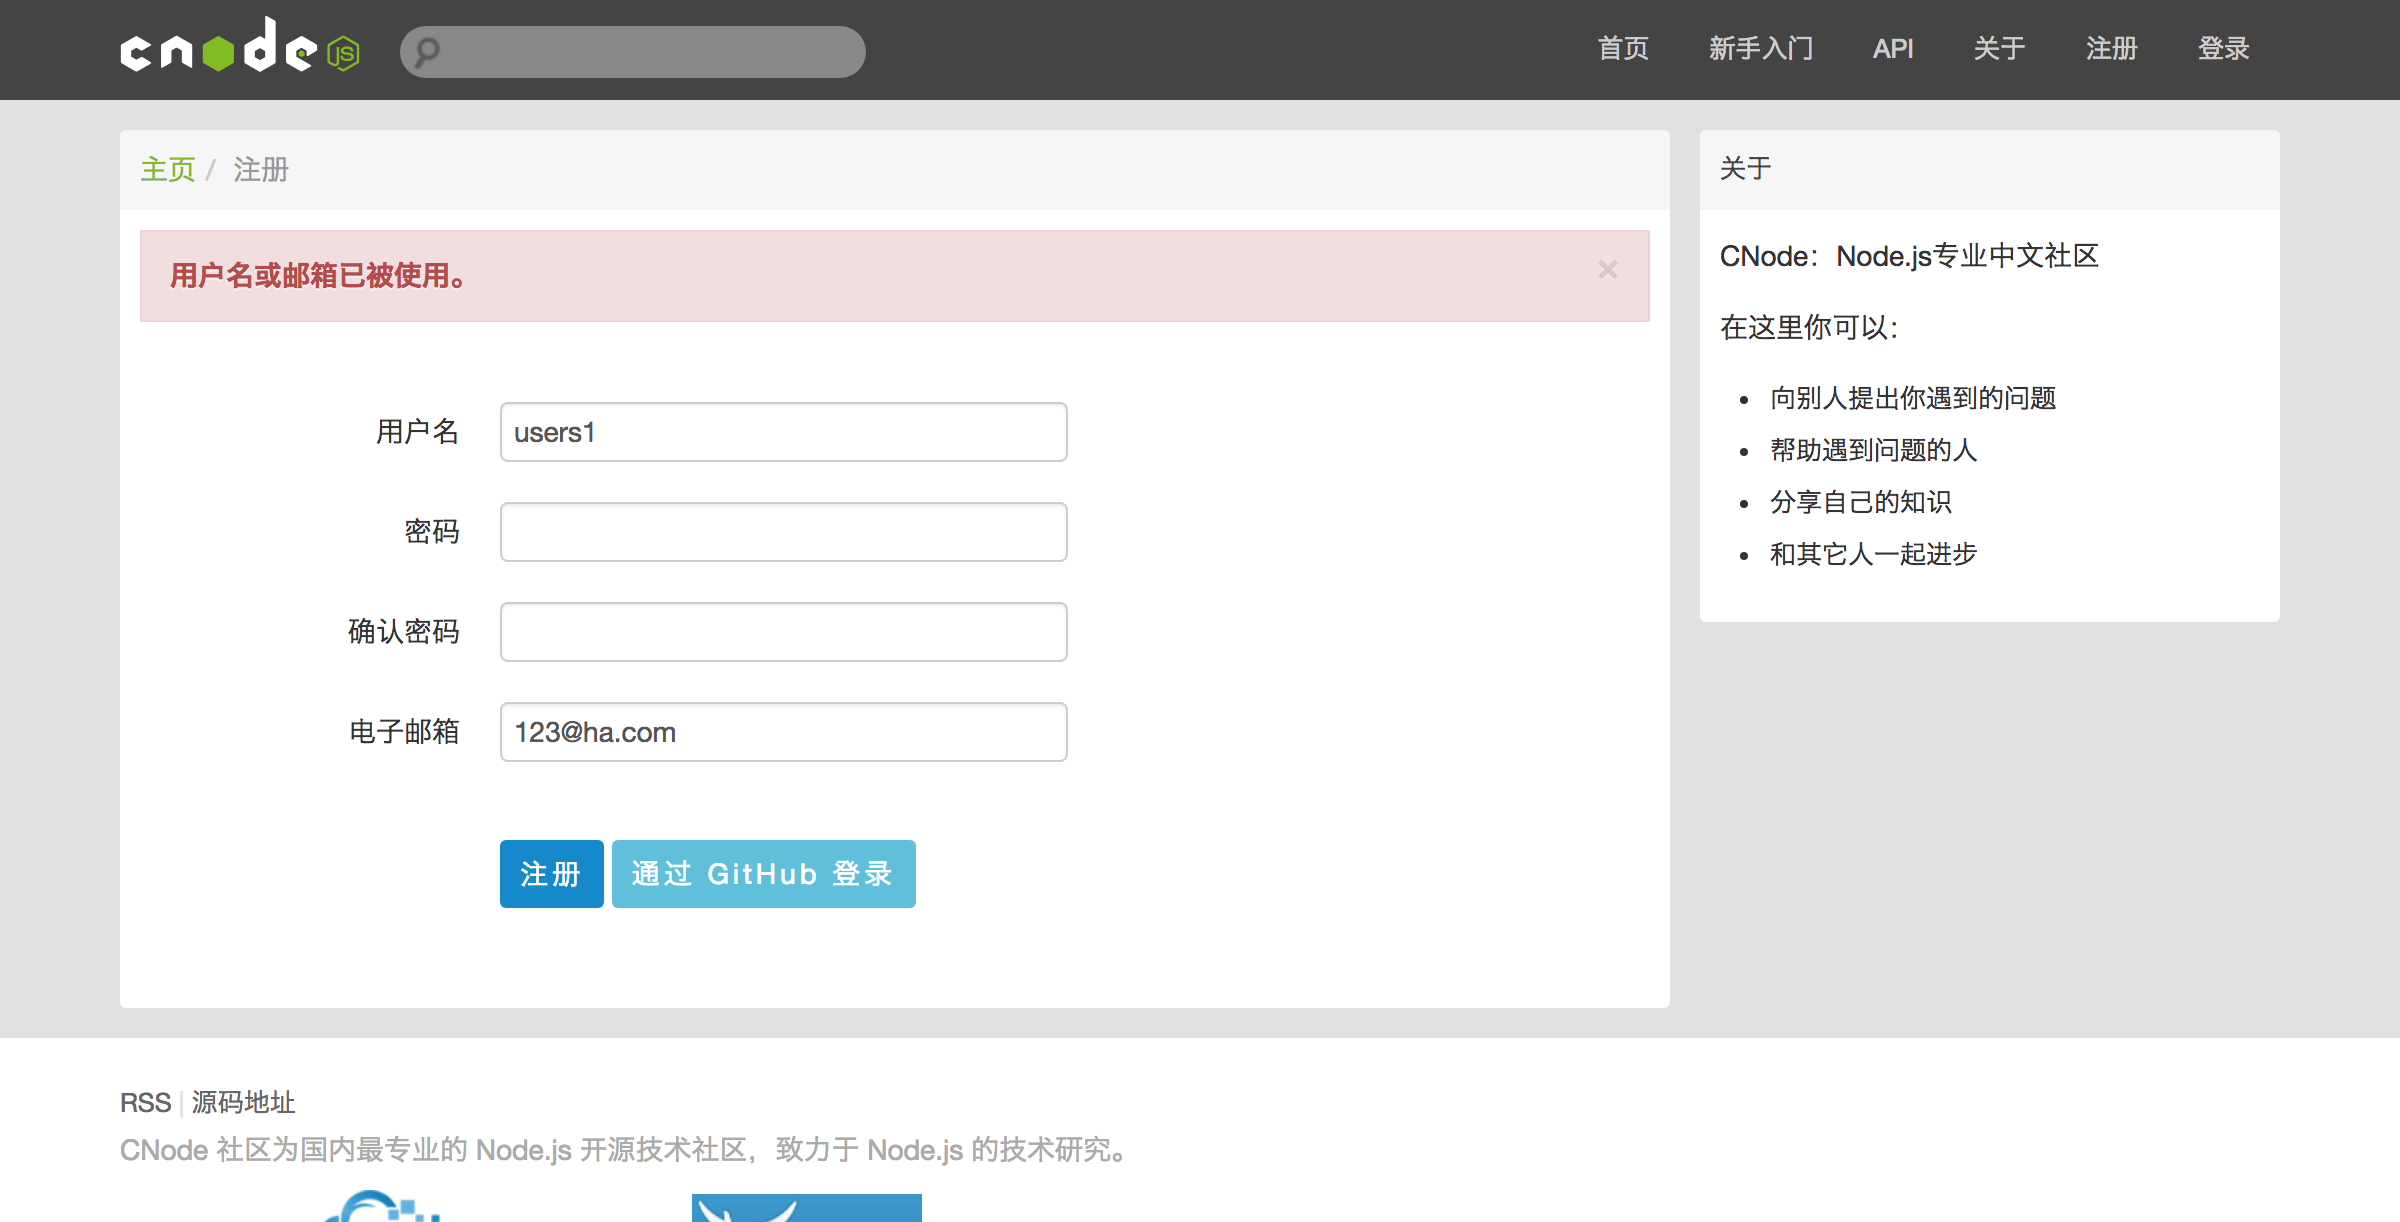 cnode JS
首页 新手入门 API 关于 注册 登录
主页 / 注册
用户名或邮箱已被使用。 ×
用户名 users1
密码
确认密码
电子邮箱 123@ha.com
注册 通过 GitHub 登录
关于
CNode：Node.js专业中文社区
在这里你可以：
• 向别人提出你遇到的问题
• 帮助遇到问题的人
• 分享自己的知识
• 和其它人一起进步
RSS | 源码地址
CNode 社区为国内最专业的 Node.js 开源技术社区，致力于 Node.js 的技术研究。